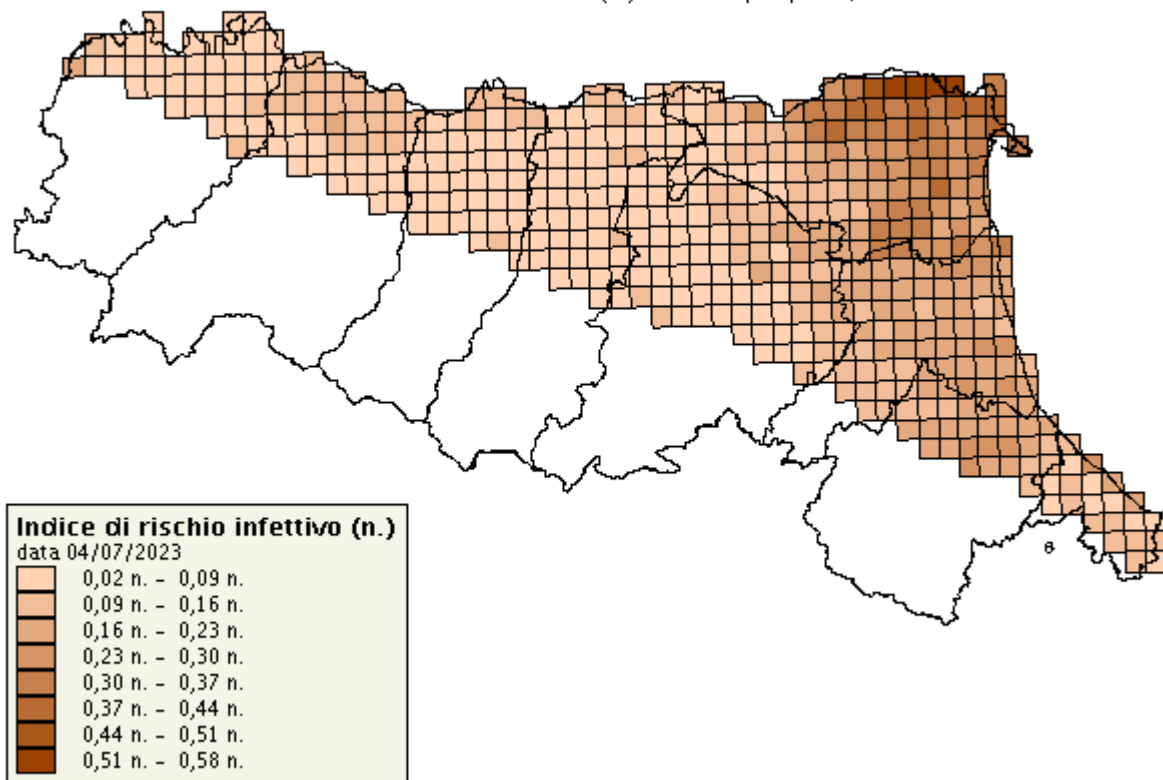 Indice di rischio infettivo (n.)
data 04/07/2023
0,02 n. - 0,09 n.
0,09 n. - 0,16 n.
0,16 n. - 0,23 n.
0,23 n. - 0,30 n.
0,30 n. - 0,37 n.
0,37 n. - 0,44 n.
0,44 n. - 0,51 n.
0,51 n. - 0,58 n.